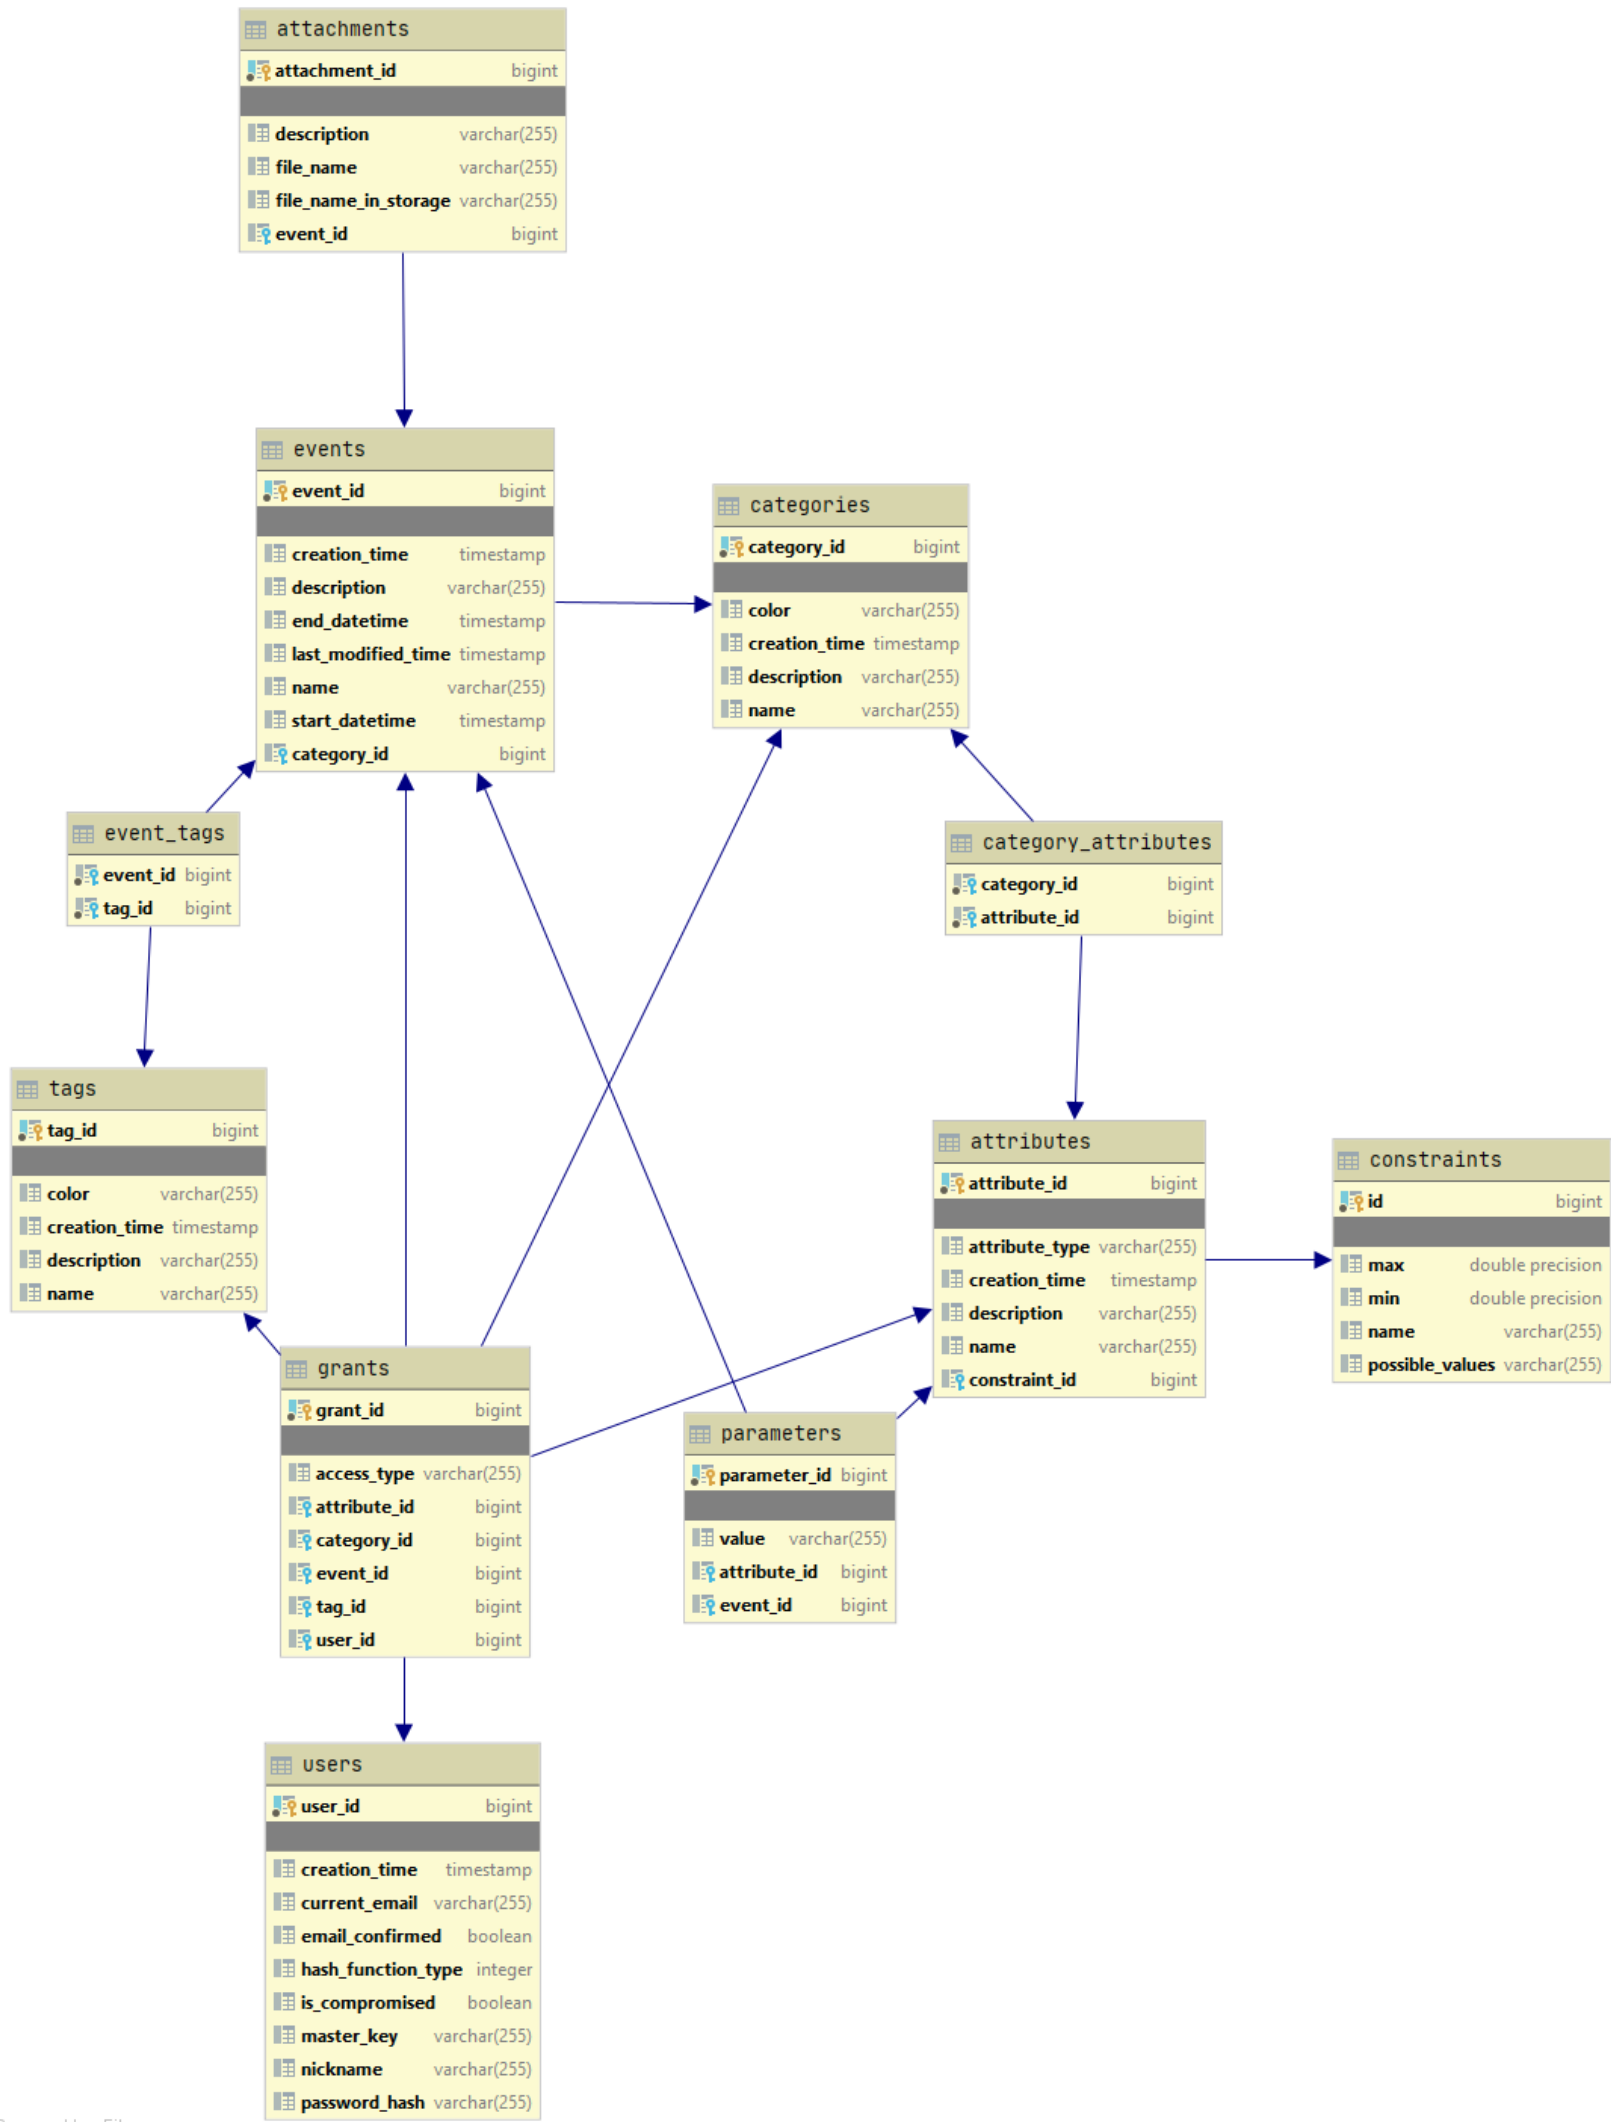 attachments
attachment_id bigint
description varchar(255)
file_name varchar(255)
file_name_in_storage varchar(255)
event_id bigint
events
event_id bigint
creation_time timestamp
description varchar(255)
end_datetime timestamp
last_modified_time timestamp
name varchar(255)
start_datetime timestamp
category_id bigint
categories
category_id bigint
color varchar(255)
creation_time timestamp
description varchar(255)
name varchar(255)
event_tags
event_id bigint
tag_id bigint
category_attributes
category_id bigint
attribute_id bigint
tags
tag_id bigint
color varchar(255)
creation_time timestamp
description varchar(255)
name varchar(255)
attributes
attribute_id bigint
attribute_type varchar(255)
creation_time timestamp
description varchar(255)
name varchar(255)
constraint_id bigint
constraints
id bigint
max double precision
min double precision
name varchar(255)
possible_values varchar(255)
grants
grant_id bigint
access_type varchar(255)
attribute_id bigint
category_id bigint
event_id bigint
tag_id bigint
user_id bigint
parameters
parameter_id bigint
value varchar(255)
attribute_id bigint
event_id bigint
users
user_id bigint
creation_time timestamp
current_email varchar(255)
email_confirmed boolean
hash_function_type integer
is_compromised boolean
master_key varchar(255)
nickname varchar(255)
password_hash varchar(255)